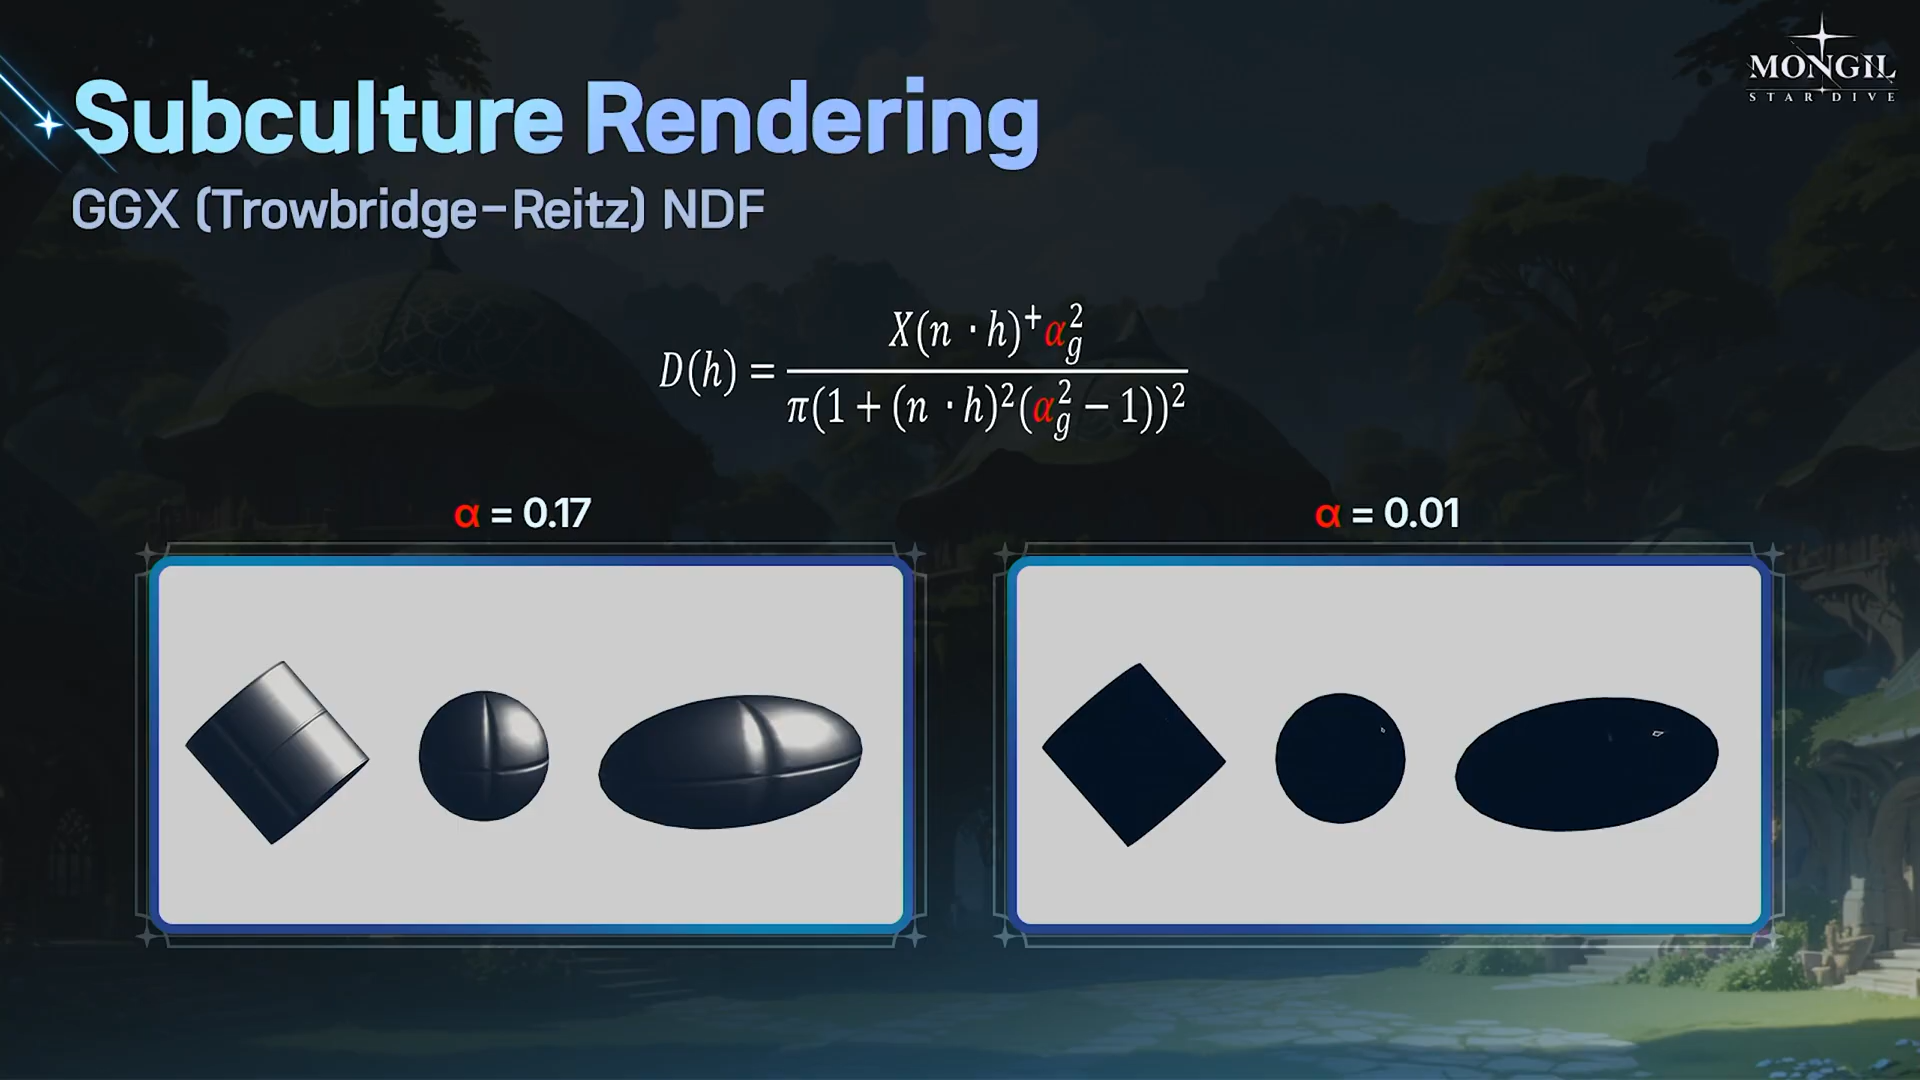 MONGIL
STAR DIVE
Subculture Rendering
GGX (Trowbridge-Reitz) NDF
D(h) = X(n · h)⁺α_g² / π(1 + (n · h)²(α_g² − 1))²
α = 0.17
α = 0.01